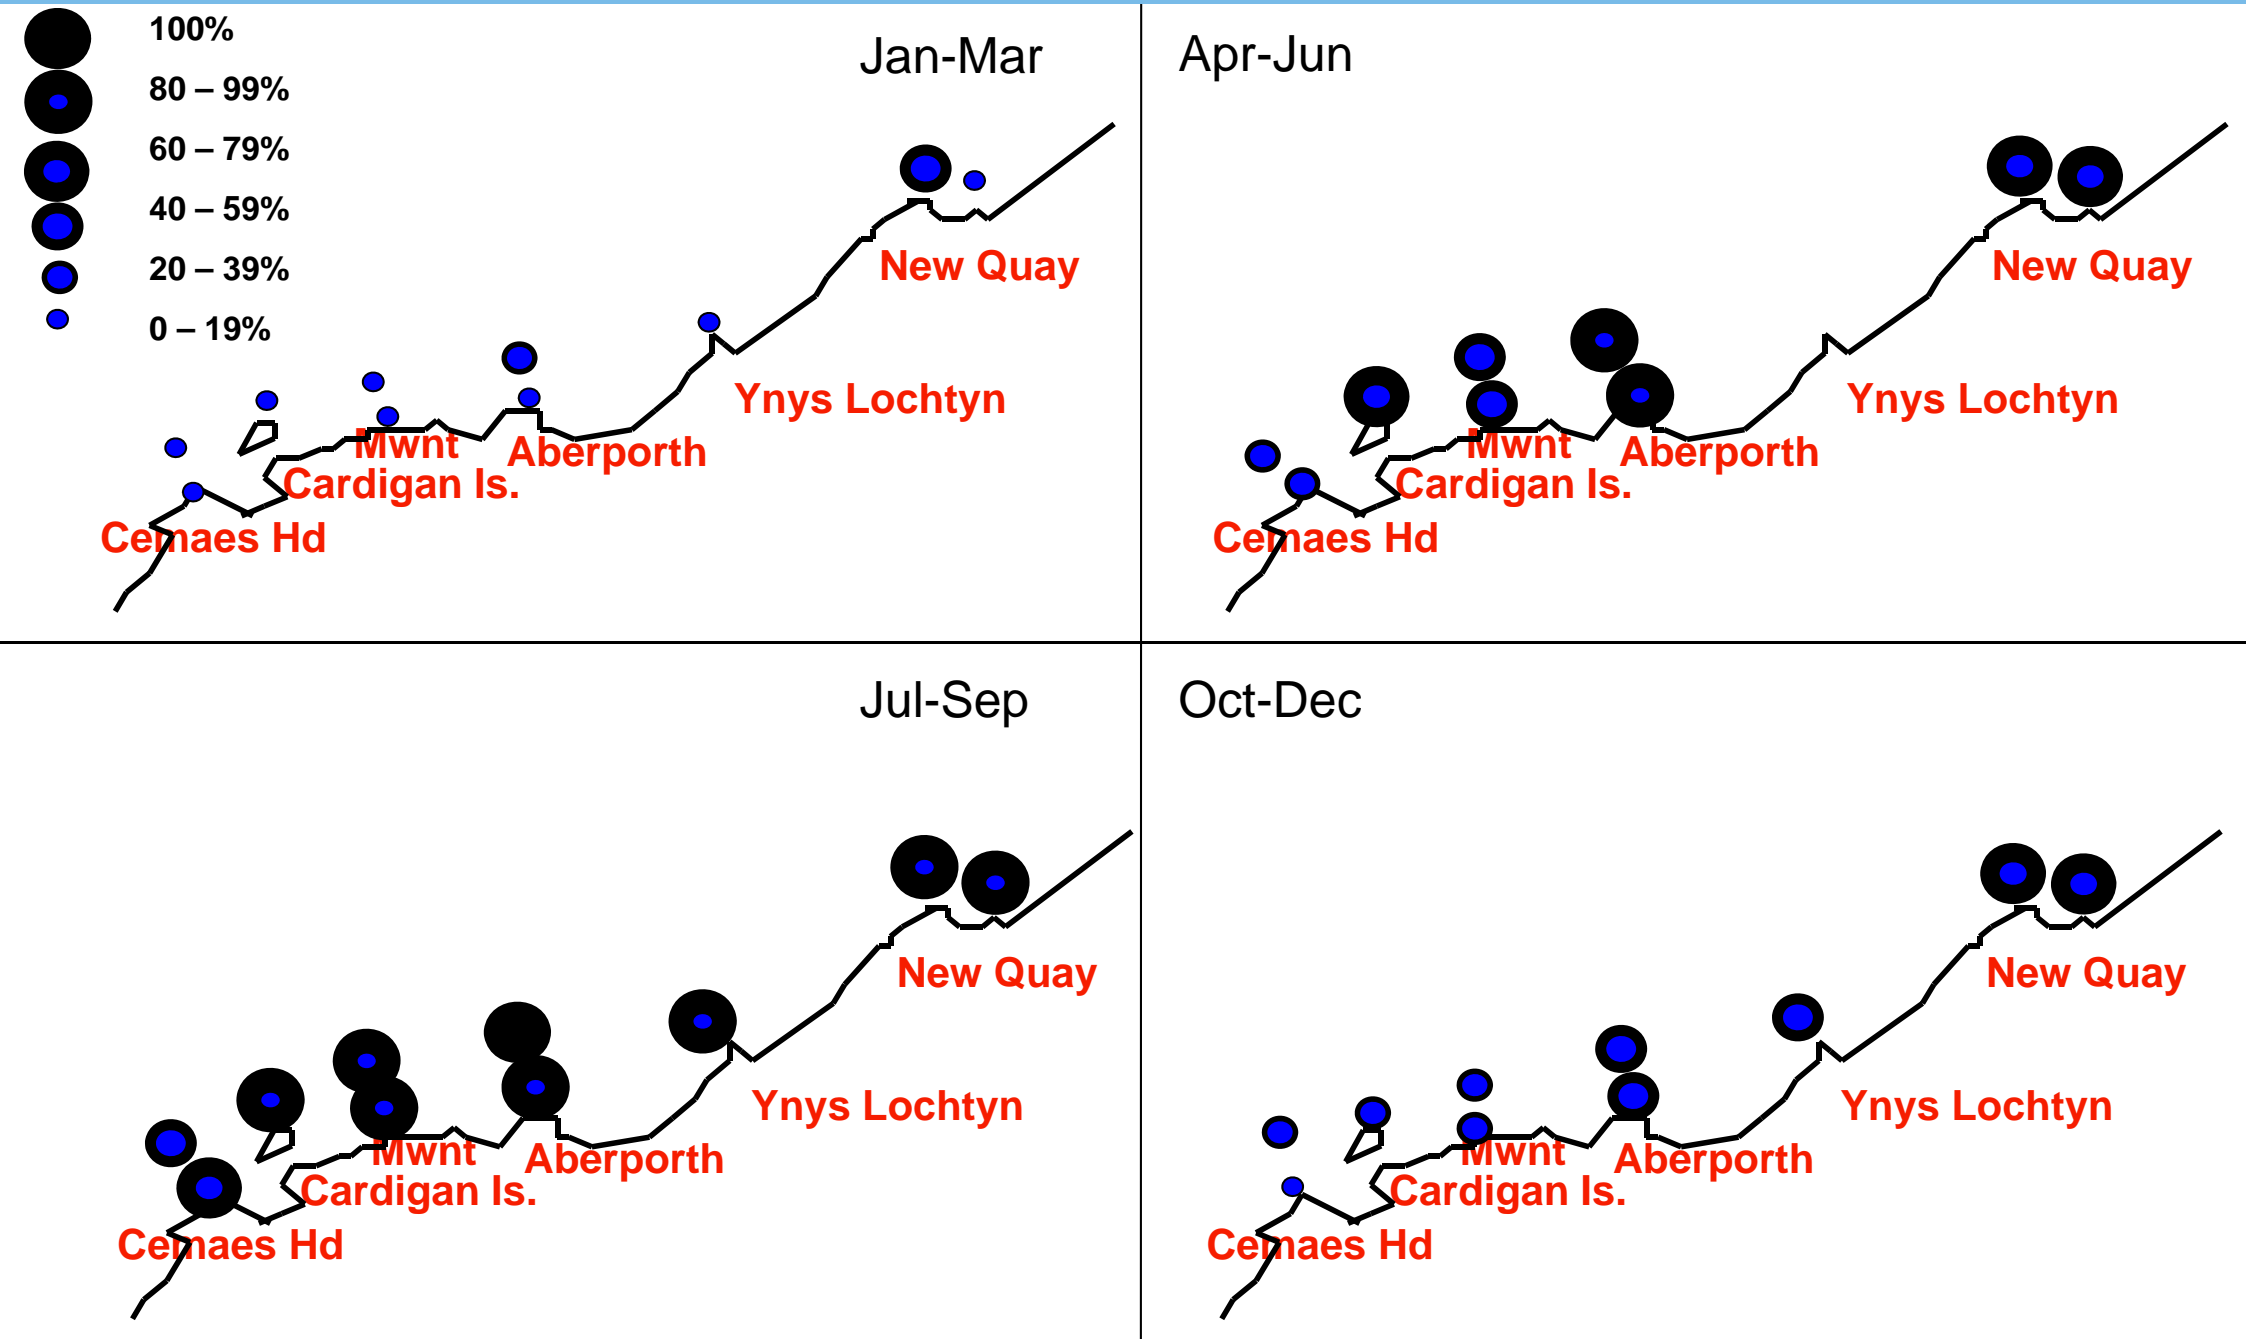 100%
80 – 99%
60 – 79%
40 – 59%
20 – 39%
0 – 19%
Jan-Mar
New Quay
Ynys Lochtyn
Mwnt
Aberporth
Cardigan Is.
Cemaes Hd
Apr-Jun
New Quay
Ynys Lochtyn
Mwnt
Aberporth
Cardigan Is.
Cemaes Hd
Jul-Sep
New Quay
Ynys Lochtyn
Mwnt
Aberporth
Cardigan Is.
Cemaes Hd
Oct-Dec
New Quay
Ynys Lochtyn
Mwnt
Aberporth
Cardigan Is.
Cemaes Hd